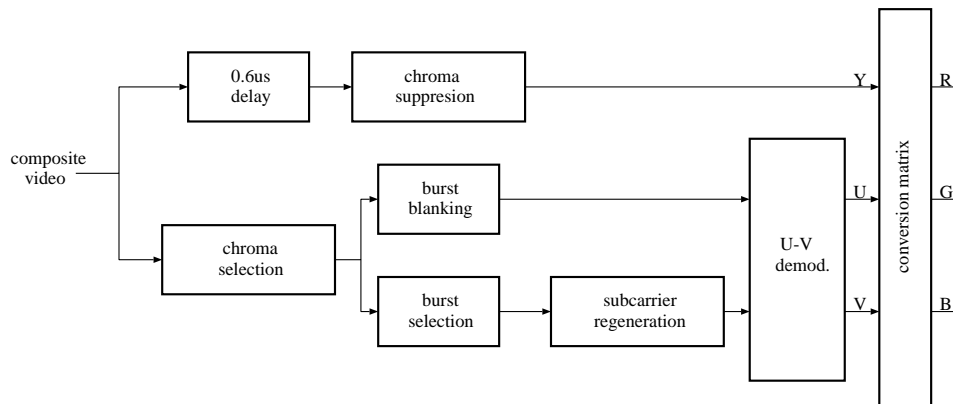 0.6us
delay
chroma
suppresion
Y
R
composite
video
burst
blanking
U
G
conversion matrix
chroma
selection
U-V
demod.
burst
selection
subcarrier
regeneration
V
B